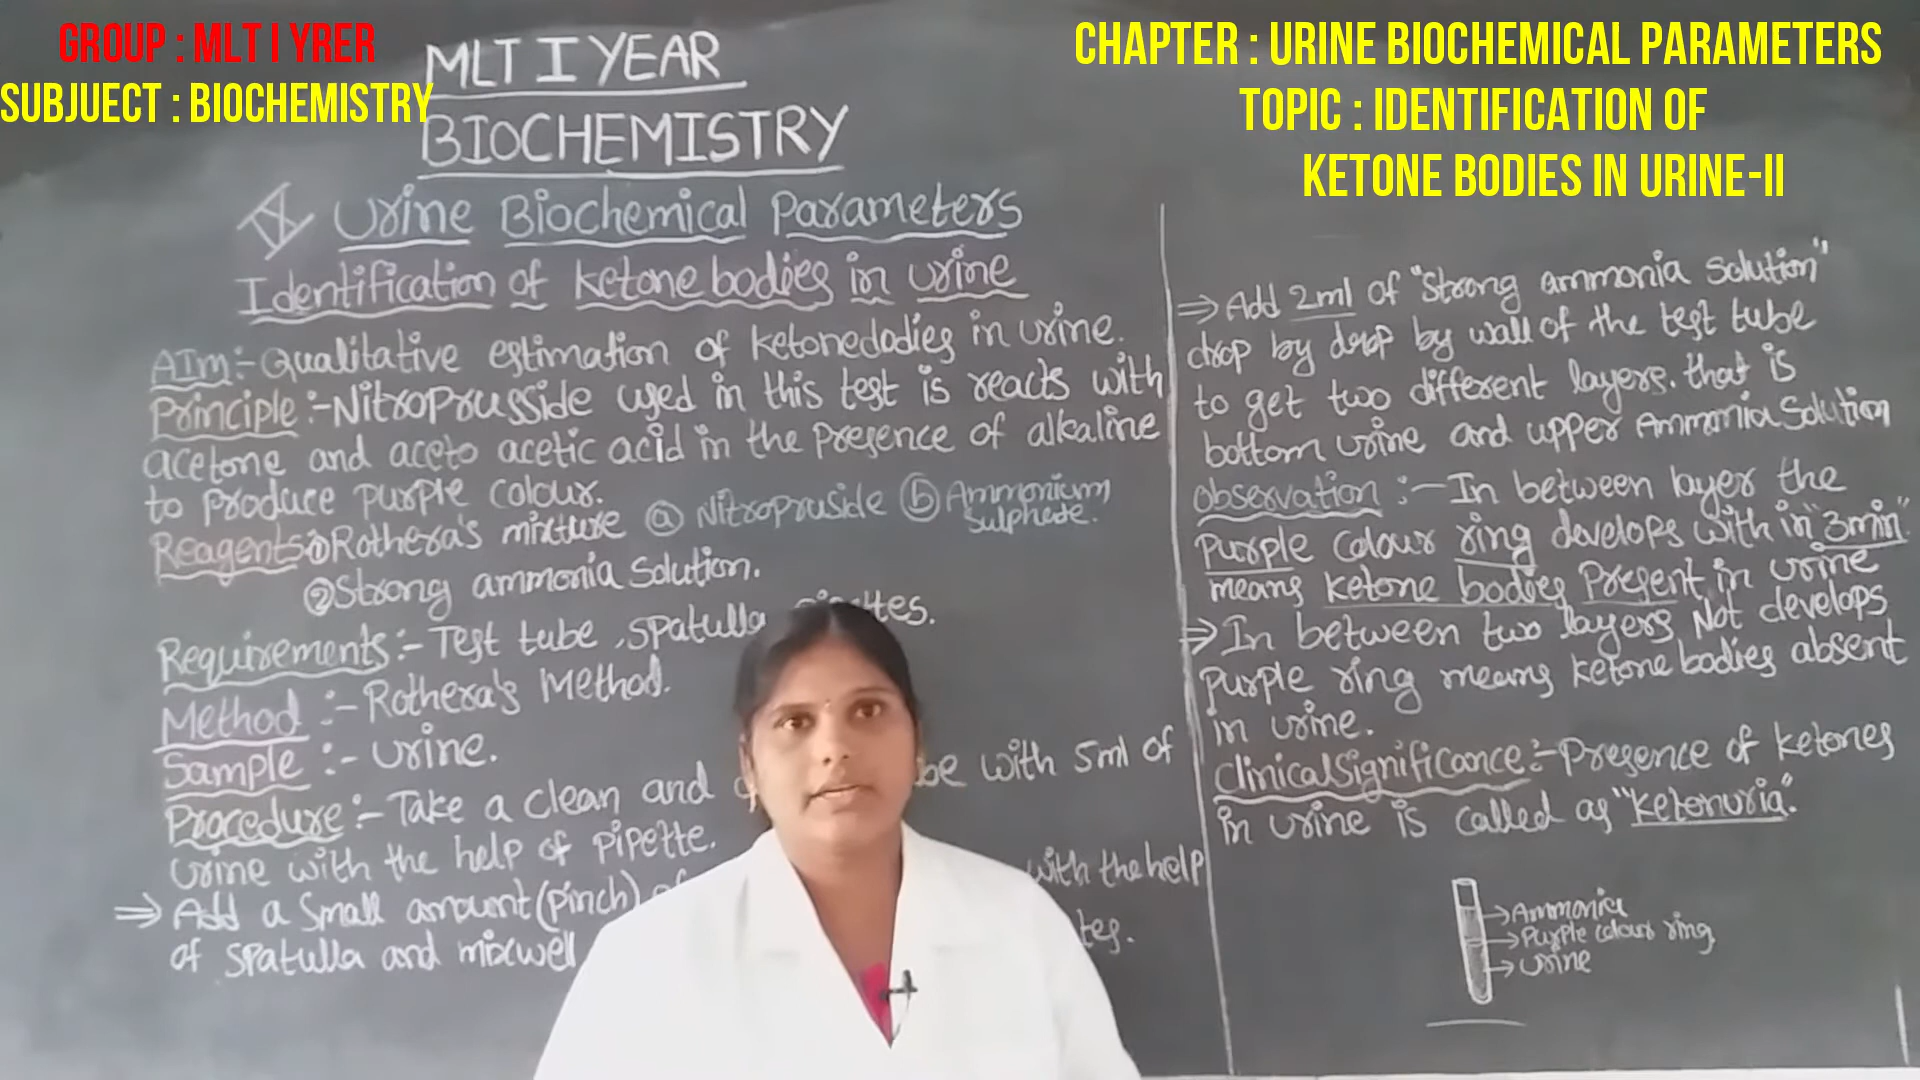 GROUP : MLT I YRER
SUBJUECT : BIOCHEMISTRY
CHAPTER : URINE BIOCHEMICAL PARAMETERS
TOPIC : IDENTIFICATION OF
KETONE BODIES IN URINE-II
MLT I YEAR
BIOCHEMISTRY
IX Urine Biochemical Parameters
Identification of ketone bodies in urine
AIm:- Qualitative estimation of ketonedodies in urine.
Principle:- Nitroprusside used in this test is reacts with
acetone and aceto acetic acid in the presence of alkaline
to produce purple colour.
Reagents:- ① Rothera's mixture ⓐ Nitropruside ⓑ Ammonium
Sulphate.
② Strong ammonia solution.
Requirements:- Test tube, spatulla
Method :- Rothera's Method.
Sample :- urine.
Procedure:- Take a clean and with 5ml of
urine with the help of pipette.
⇒ Add a small amount (pinch) of with the help
of spatulla and mixwell
⇒ Add 2ml of "Strong ammonia solution"
drop by drop by wall of the test tube
to get two different layers. that is
bottom urine and upper Ammonia Solution
observation :- In between layer the
purple colour ring develops with in "3min"
means ketone bodies present in urine
⇒ In between two layers Not develops
purple ring means ketone bodies absent
in urine.
Clinical Significance:- Presence of ketones
in urine is called as "ketonuria".
→ Ammonia
→ Purple colour ring
→ urine